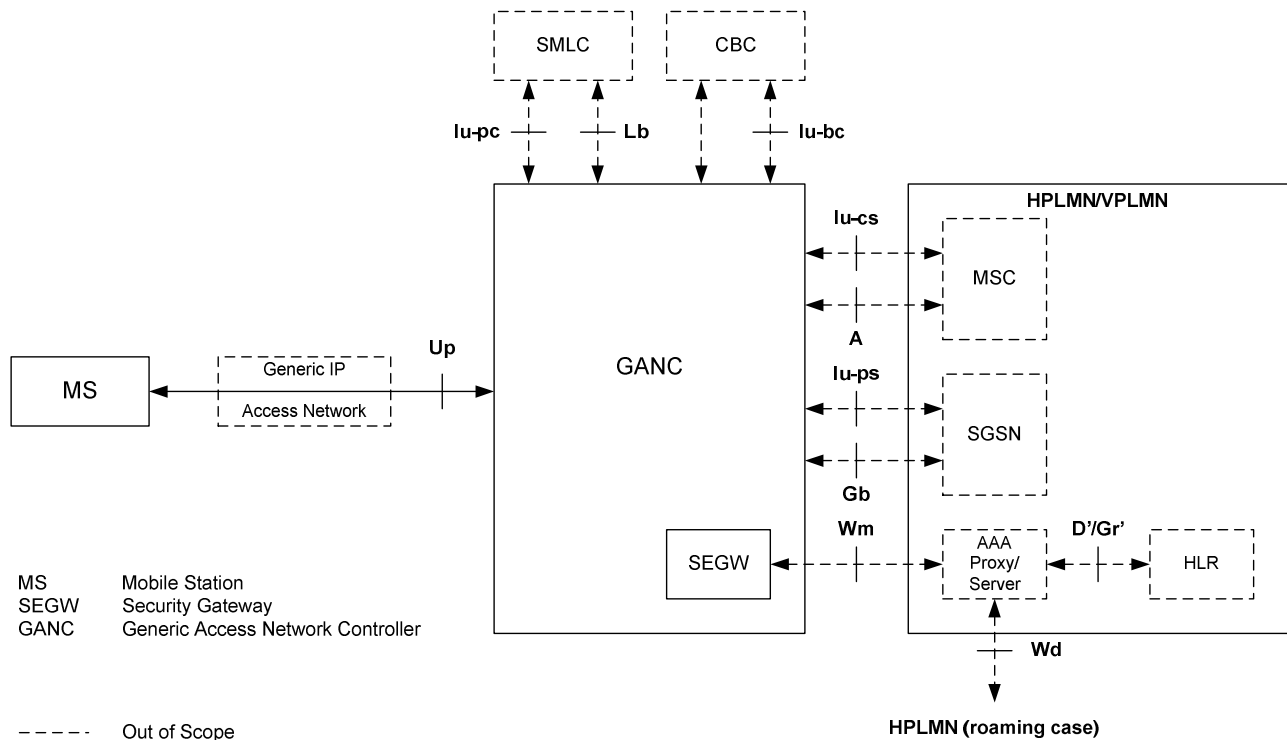 SMLC
CBC
Iu-pc
Lb
Iu-bc
HPLMN/VPLMN
Iu-cs
MSC
A
Up
Generic IP
Access Network
MS
GANC
Iu-ps
SGSN
Gb
Wm
D'/Gr'
SEGW
AAA
Proxy/
Server
HLR
MS Mobile Station
SEGW Security Gateway
GANC Generic Access Network Controller
Wd
Out of Scope
HPLMN (roaming case)